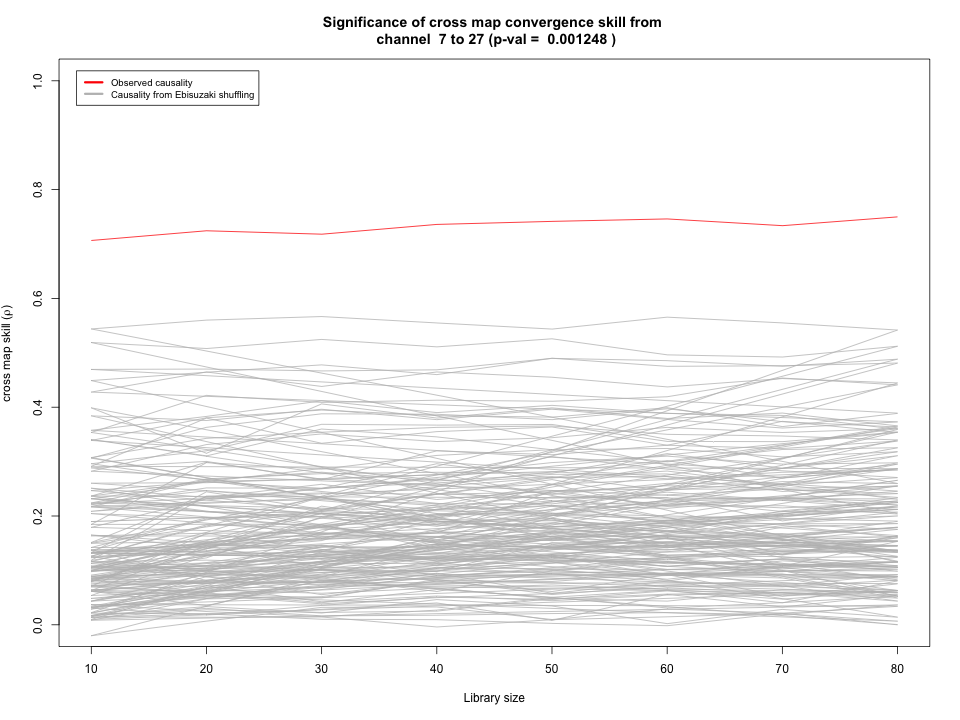 Significance of cross map convergence skill from
channel  7 to 27 (p-val =  0.001248 )
Observed causality
Causality from Ebisuzaki shuffling
cross map skill (ρ)
1.0
0.8
0.6
0.4
0.2
0.0
10 20 30 40 50 60 70 80
Library size